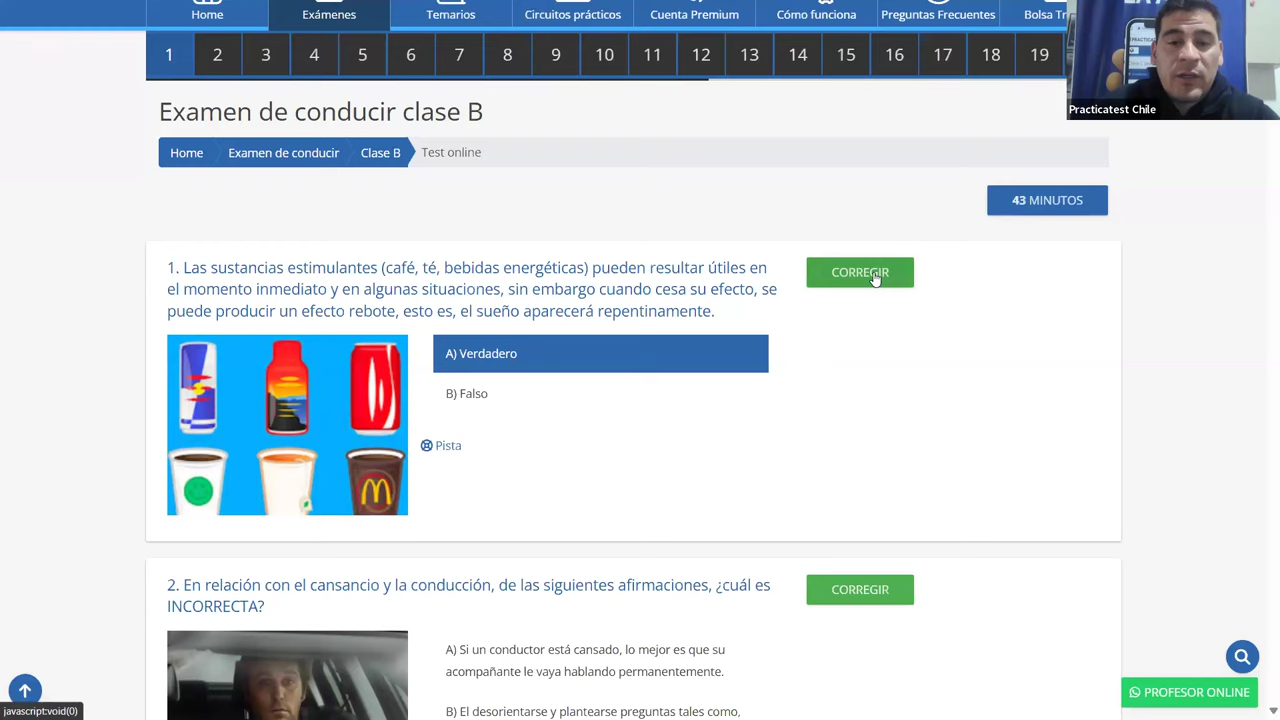 Home
Exámenes
Temarios
Circuitos prácticos
Cuenta Premium
Cómo funciona
Preguntas Frecuentes
Bolsa Tr
1 2 3 4 5 6 7 8 9 10 11 12 13 14 15 16 17 18 19
Practicatest Chile
Examen de conducir clase B
Home Examen de conducir Clase B Test online
43 MINUTOS
1. Las sustancias estimulantes (café, té, bebidas energéticas) pueden resultar útiles en
el momento inmediato y en algunas situaciones, sin embargo cuando cesa su efecto, se
puede producir un efecto rebote, esto es, el sueño aparecerá repentinamente.
CORREGIR
A) Verdadero
B) Falso
Pista
2. En relación con el cansancio y la conducción, de las siguientes afirmaciones, ¿cuál es
INCORRECTA?
CORREGIR
A) Si un conductor está cansado, lo mejor es que su
acompañante le vaya hablando permanentemente.
B) El desorientarse y plantearse preguntas tales como,
PROFESOR ONLINE
javascript:void(0)